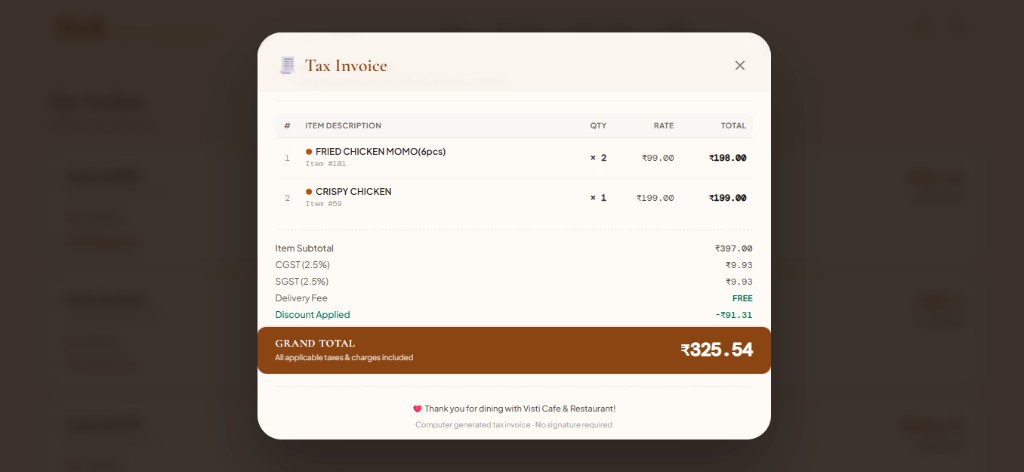 Tax Invoice
# ITEM DESCRIPTION QTY RATE TOTAL
1 FRIED CHICKEN MOMO(6pcs) × 2 ₹99.00 ₹198.00
Item #101
2 CRISPY CHICKEN × 1 ₹199.00 ₹199.00
Item #59
Item Subtotal ₹397.00
CGST (2.5%) ₹9.93
SGST (2.5%) ₹9.93
Delivery Fee FREE
Discount Applied -₹91.31
GRAND TOTAL ₹325.54
All applicable taxes & charges included
Thank you for dining with Visti Cafe & Restaurant!
Computer generated tax invoice · No signature required